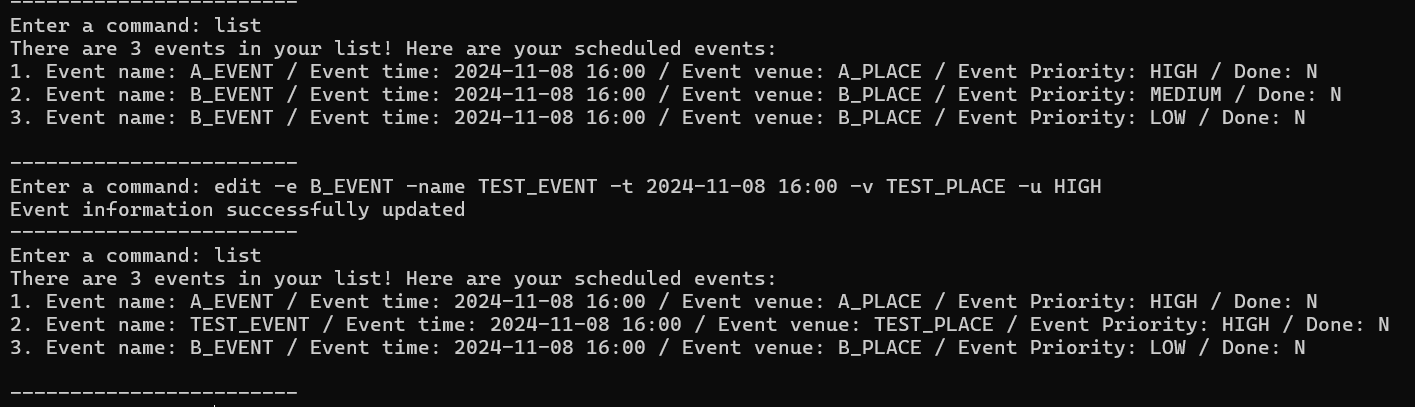 ------------------------
Enter a command: list
There are 3 events in your list! Here are your scheduled events:
1. Event name: A_EVENT / Event time: 2024-11-08 16:00 / Event venue: A_PLACE / Event Priority: HIGH / Done: N
2. Event name: B_EVENT / Event time: 2024-11-08 16:00 / Event venue: B_PLACE / Event Priority: MEDIUM / Done: N
3. Event name: B_EVENT / Event time: 2024-11-08 16:00 / Event venue: B_PLACE / Event Priority: LOW / Done: N
------------------------
Enter a command: edit -e B_EVENT -name TEST_EVENT -t 2024-11-08 16:00 -v TEST_PLACE -u HIGH
Event information successfully updated
------------------------
Enter a command: list
There are 3 events in your list! Here are your scheduled events:
1. Event name: A_EVENT / Event time: 2024-11-08 16:00 / Event venue: A_PLACE / Event Priority: HIGH / Done: N
2. Event name: TEST_EVENT / Event time: 2024-11-08 16:00 / Event venue: TEST_PLACE / Event Priority: HIGH / Done: N
3. Event name: B_EVENT / Event time: 2024-11-08 16:00 / Event venue: B_PLACE / Event Priority: LOW / Done: N
------------------------